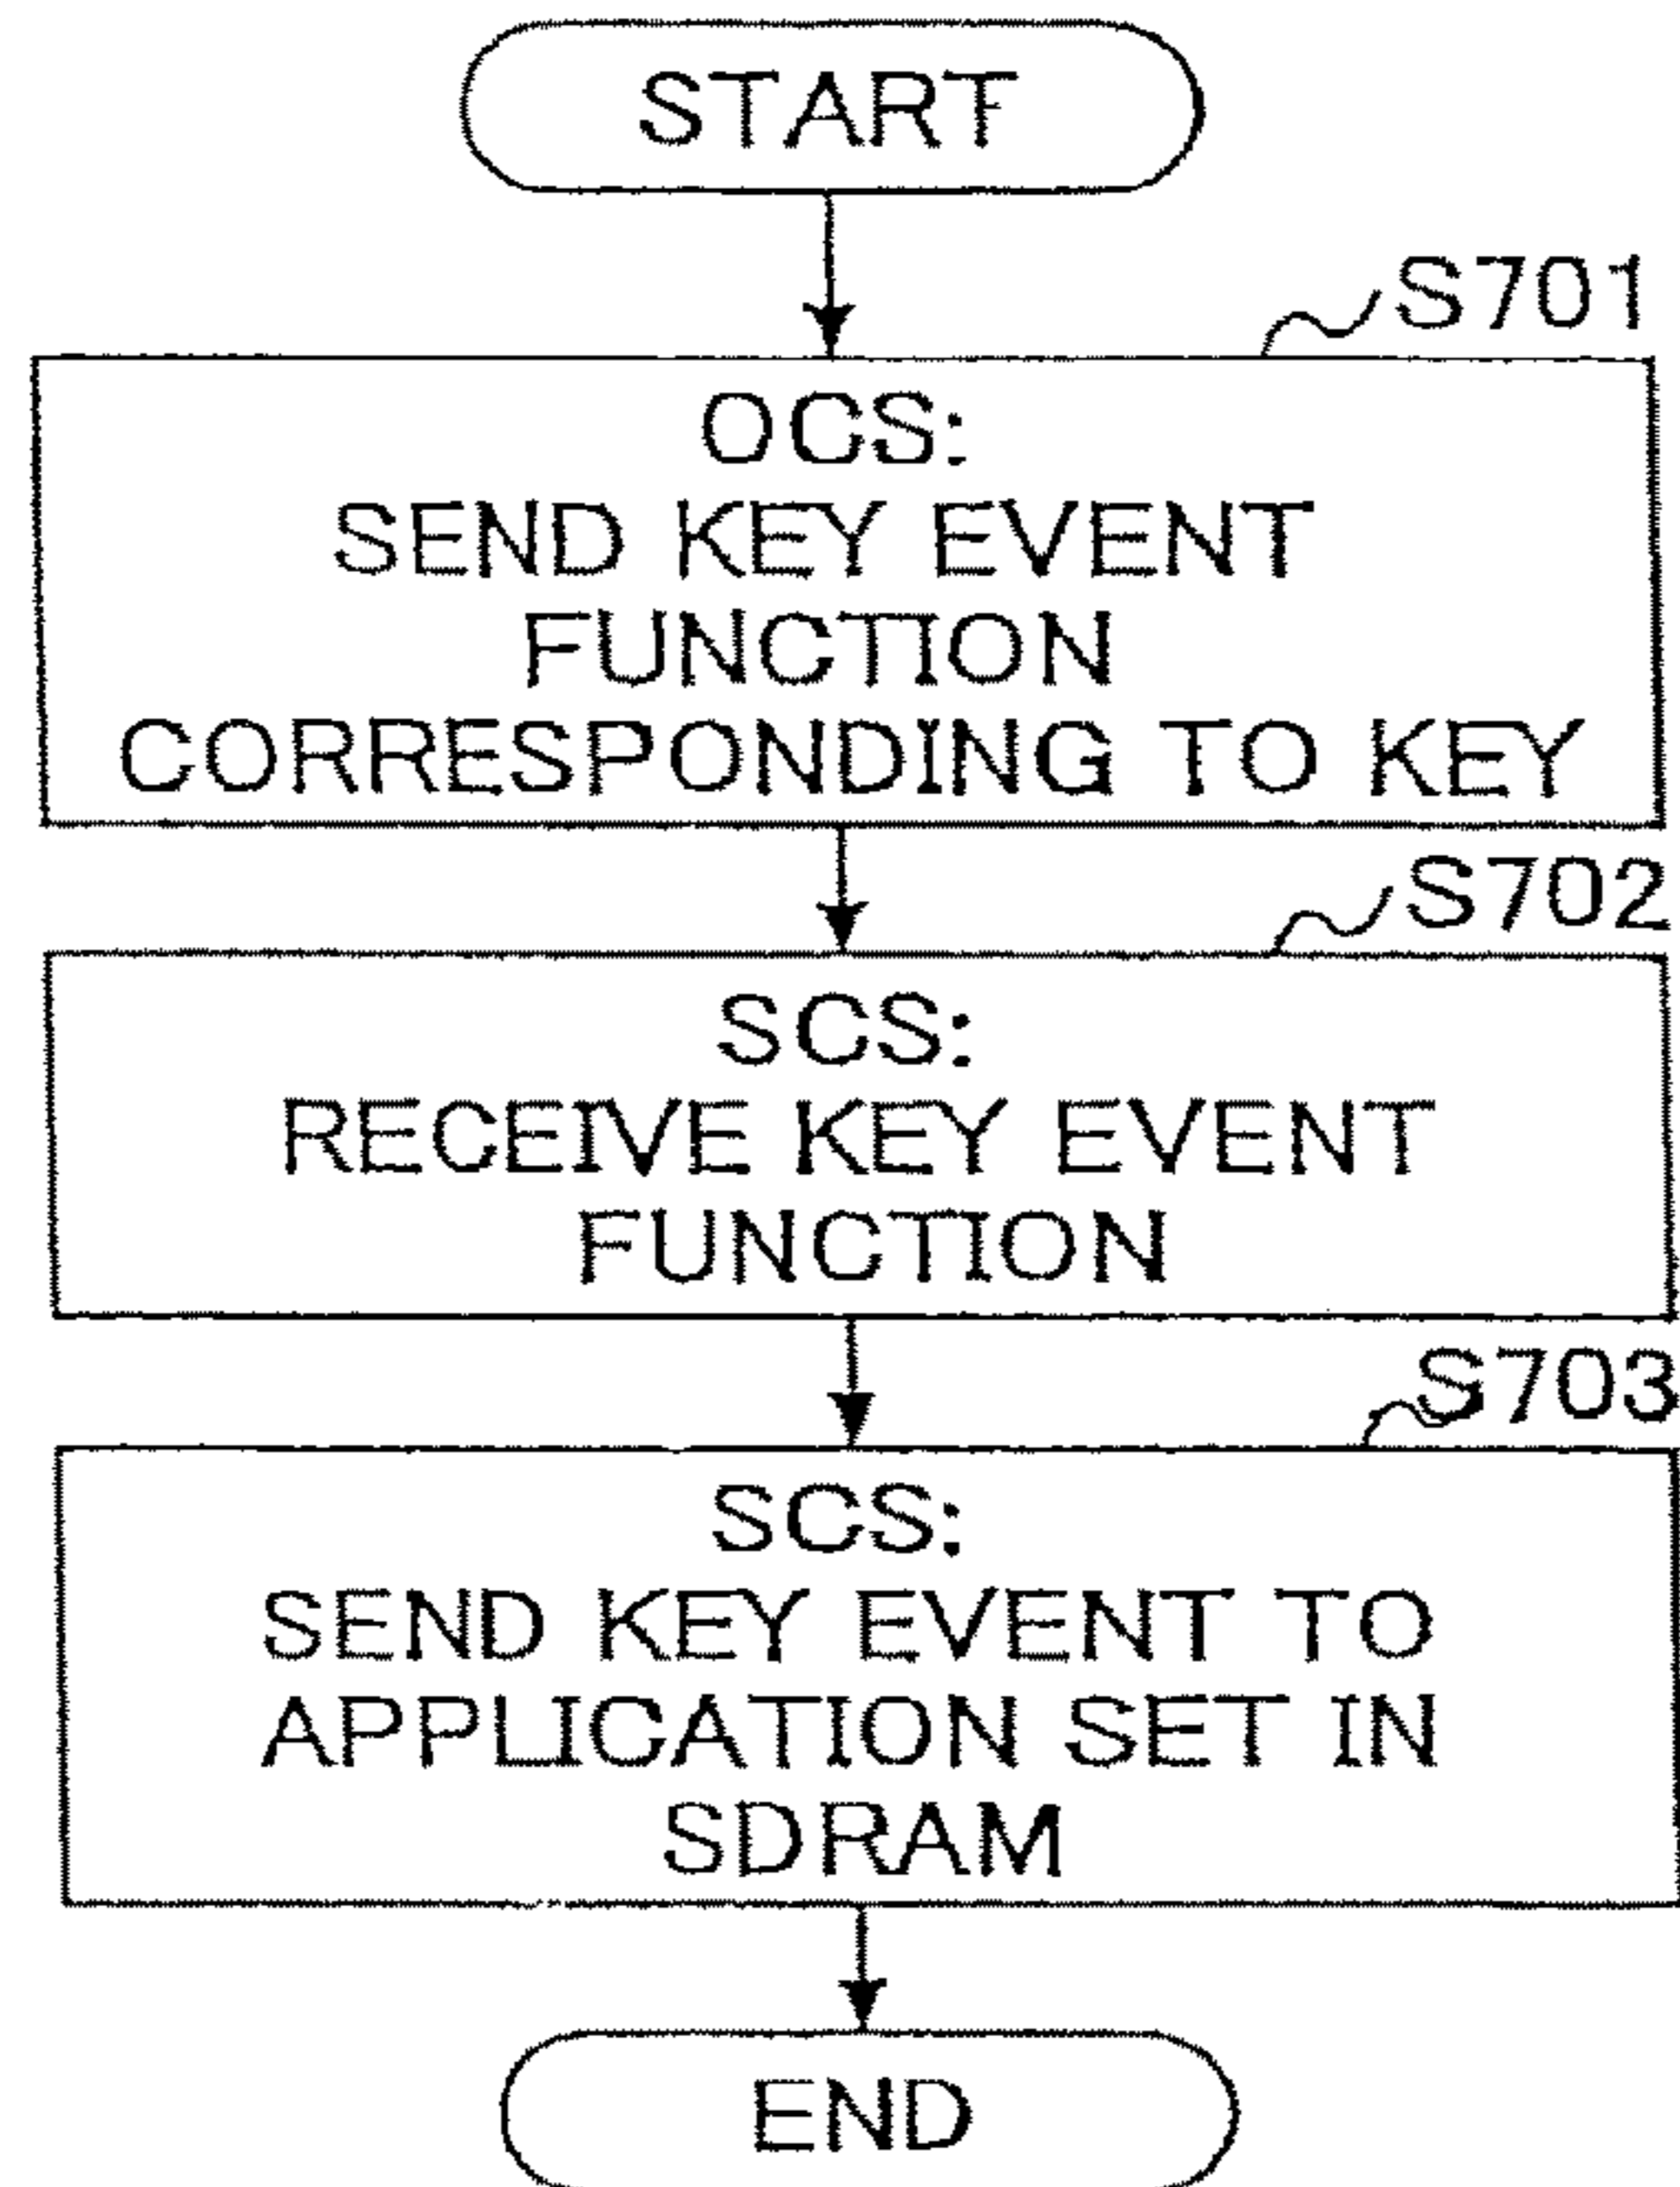 START
S701
OCS:
SEND KEY EVENT
FUNCTION
CORRESPONDING TO KEY
S702
SCS:
RECEIVE KEY EVENT
FUNCTION
S703
SCS:
SEND KEY EVENT TO
APPLICATION SET IN
SDRAM
END